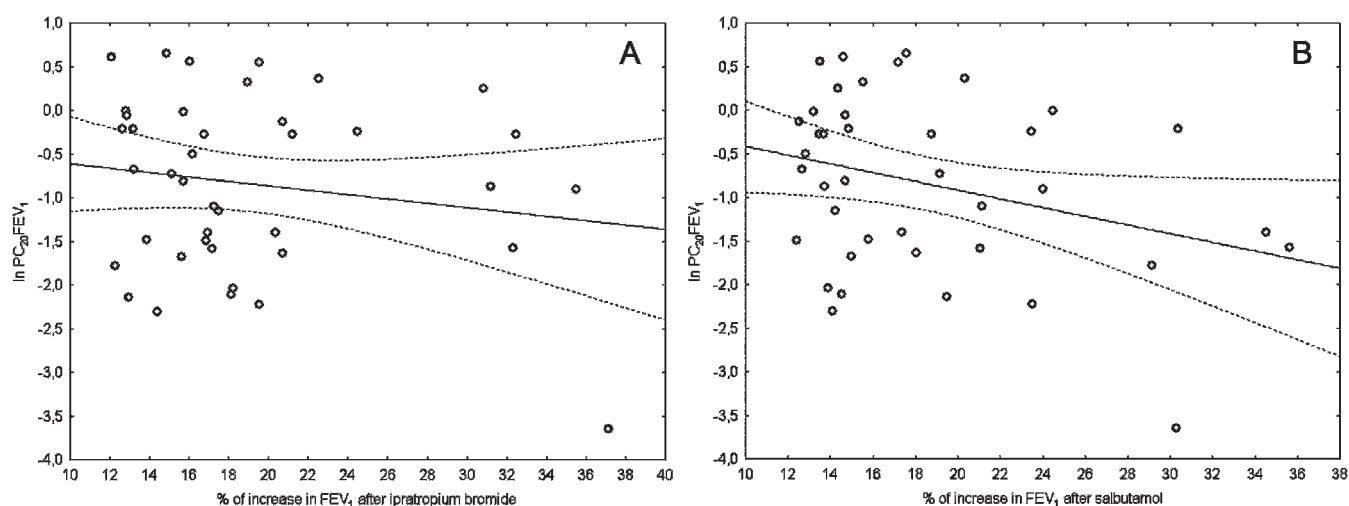 A
1,0
0,5
0,0
-0,5
-1,0
-1,5
-2,0
-2,5
-3,0
-3,5
-4,0
ln PC20FEV1
10 12 14 16 18 20 22 24 26 28 30 32 34 36 38 40
% of increase in FEV1 after ipratropium bromide
B
1,0
0,5
0,0
-0,5
-1,0
-1,5
-2,0
-2,5
-3,0
-3,5
-4,0
ln PC20FEV1
10 12 14 16 18 20 22 24 26 28 30 32 34 36 38
% of increase in FEV1 after salbutamol